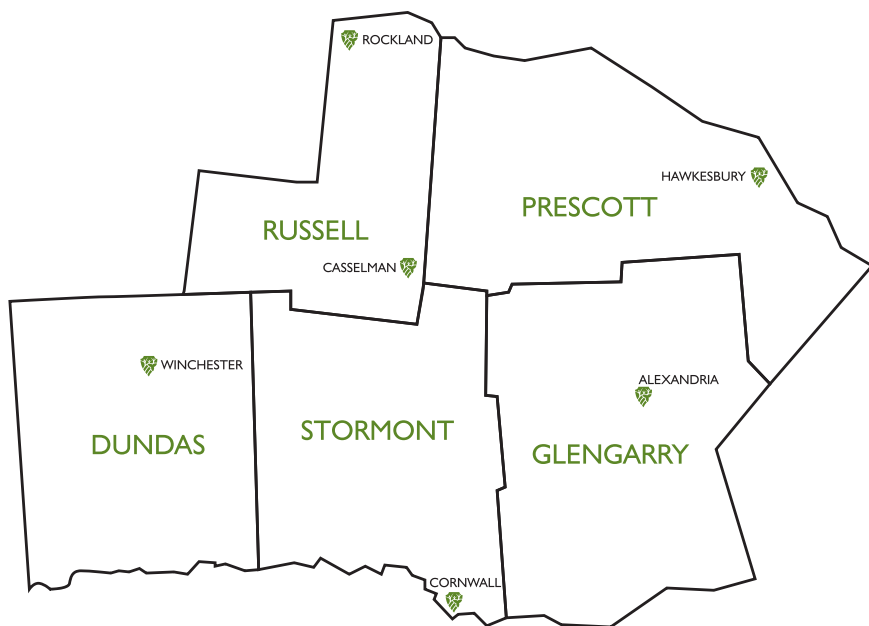 ROCKLAND
HAWKESBURY
PRESCOTT
RUSSELL
CASSELMAN
WINCHESTER
ALEXANDRIA
STORMONT
DUNDAS
GLENGARRY
CORNWALL